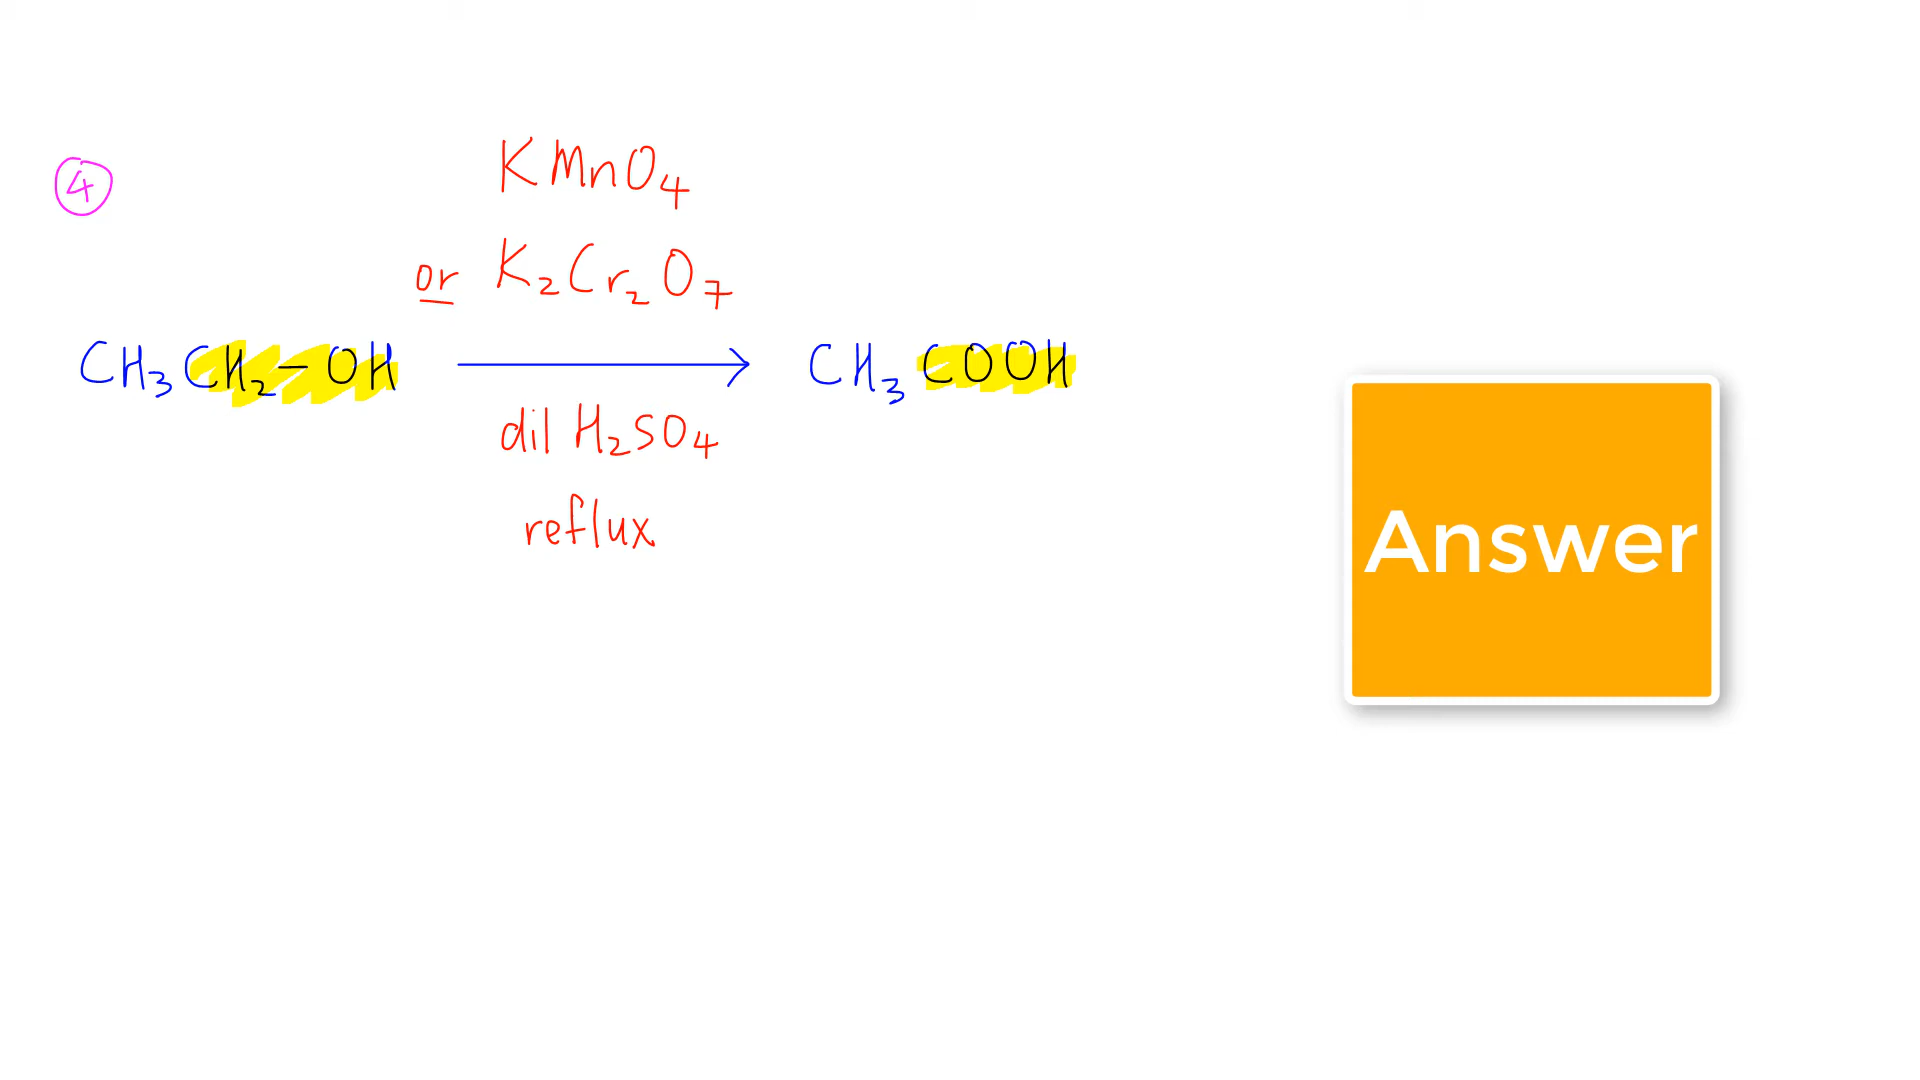 ④
KMnO₄
or K₂Cr₂O₇
CH₃CH₂–OH → CH₃COOH
dil H₂SO₄
reflux
Answer